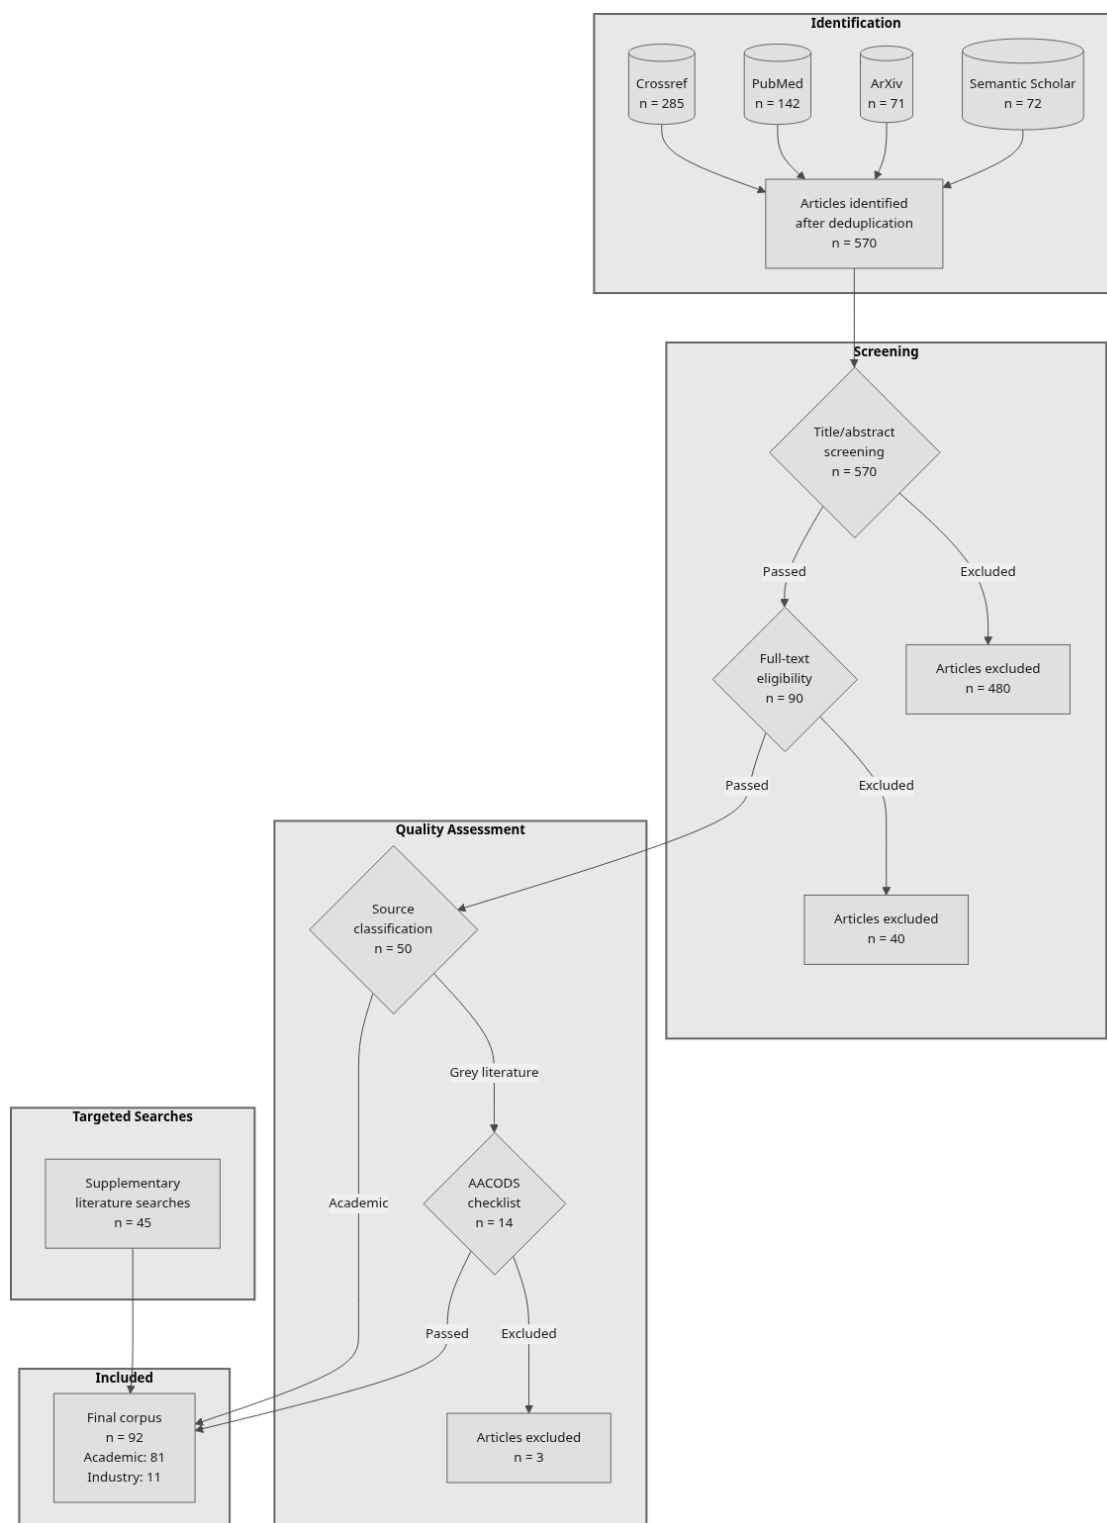 Identification
Crossref
n = 285
PubMed
n = 142
ArXiv
n = 71
Semantic Scholar
n = 72
Articles identified
after deduplication
n = 570
Screening
Title/abstract
screening
n = 570
Passed
Excluded
Full-text
eligibility
n = 90
Articles excluded
n = 480
Passed
Excluded
Quality Assessment
Source
classification
n = 50
Articles excluded
n = 40
Grey literature
Targeted Searches
Supplementary
literature searches
n = 45
Academic
AACODS
checklist
n = 14
Passed
Excluded
Included
Final corpus
n = 92
Academic: 81
Industry: 11
Articles excluded
n = 3